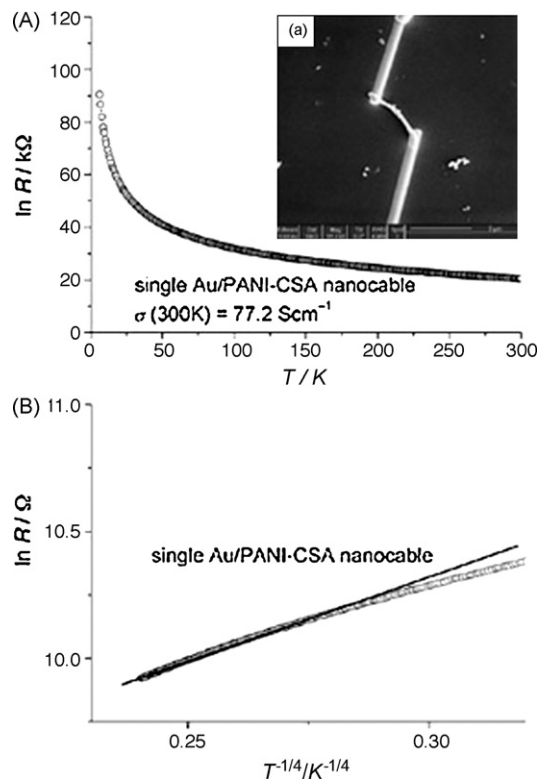 (A)
(a)
ln R / kΩ
120
100
80
60
40
20
0
single Au/PANI-CSA nanocable
σ (300K) = 77.2 Scm⁻¹
0 50 100 150 200 250 300
T / K
(B)
ln R / Ω
11.0
10.5
10.0
single Au/PANI-CSA nanocable
0.25 0.30
T⁻¹/⁴/K⁻¹/⁴